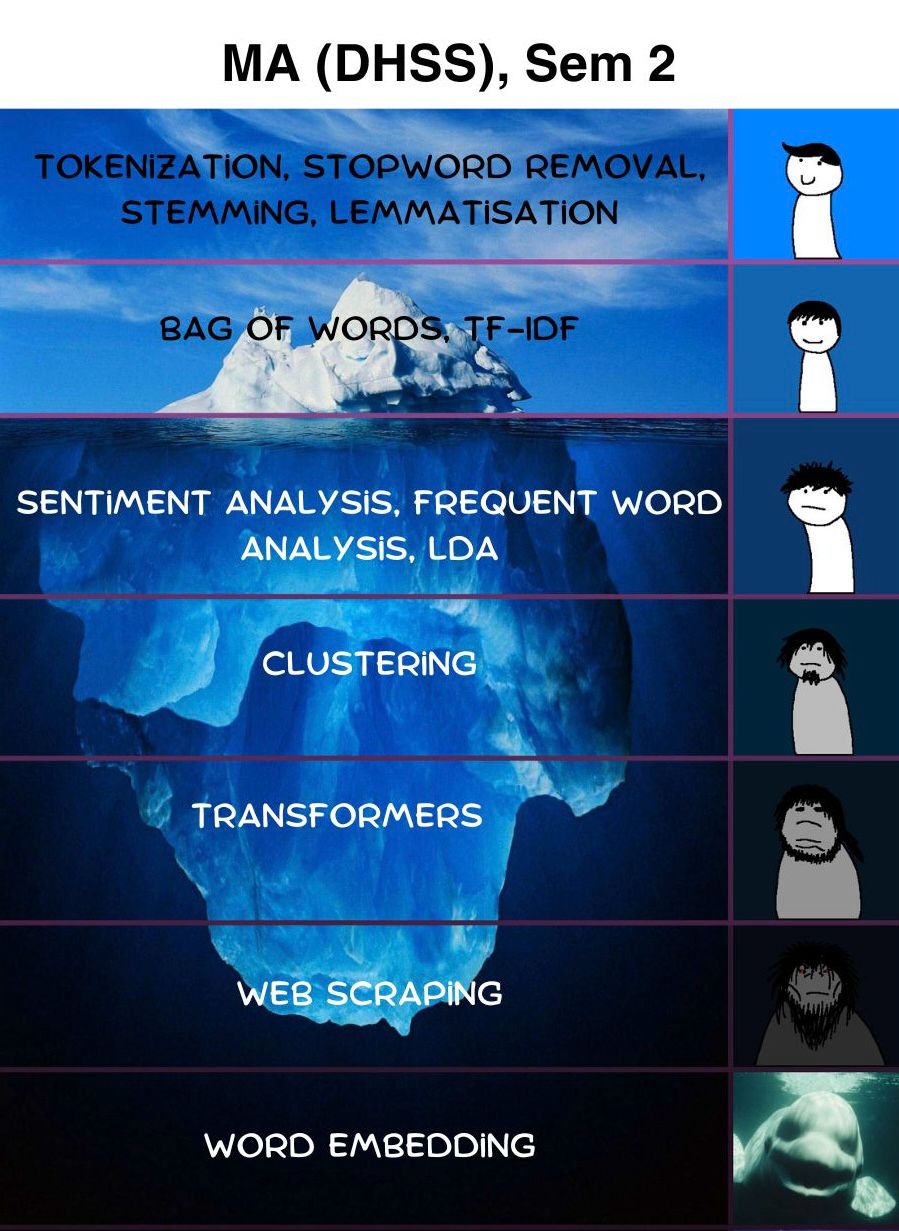 MA (DHSS), Sem 2
TOKENIZATION, STOPWORD REMOVAL,
STEMMING, LEMMATISATION
BAG OF WORDS, TF-IDF
SENTIMENT ANALYSIS, FREQUENT WORD
ANALYSIS, LDA
CLUSTERING
TRANSFORMERS
WEB SCRAPING
WORD EMBEDDING